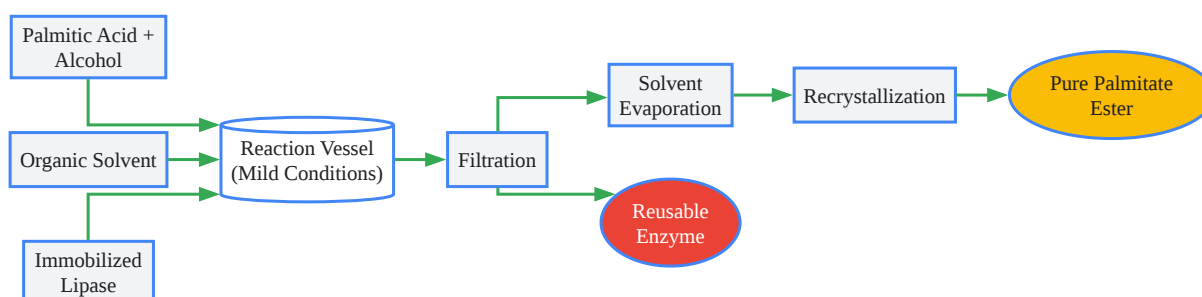 Palmitic Acid +
Alcohol
Organic Solvent
Immobilized
Lipase
Reaction Vessel
(Mild Conditions)
Filtration
Solvent
Evaporation
Reusable
Enzyme
Recrystallization
Pure Palmitate
Ester